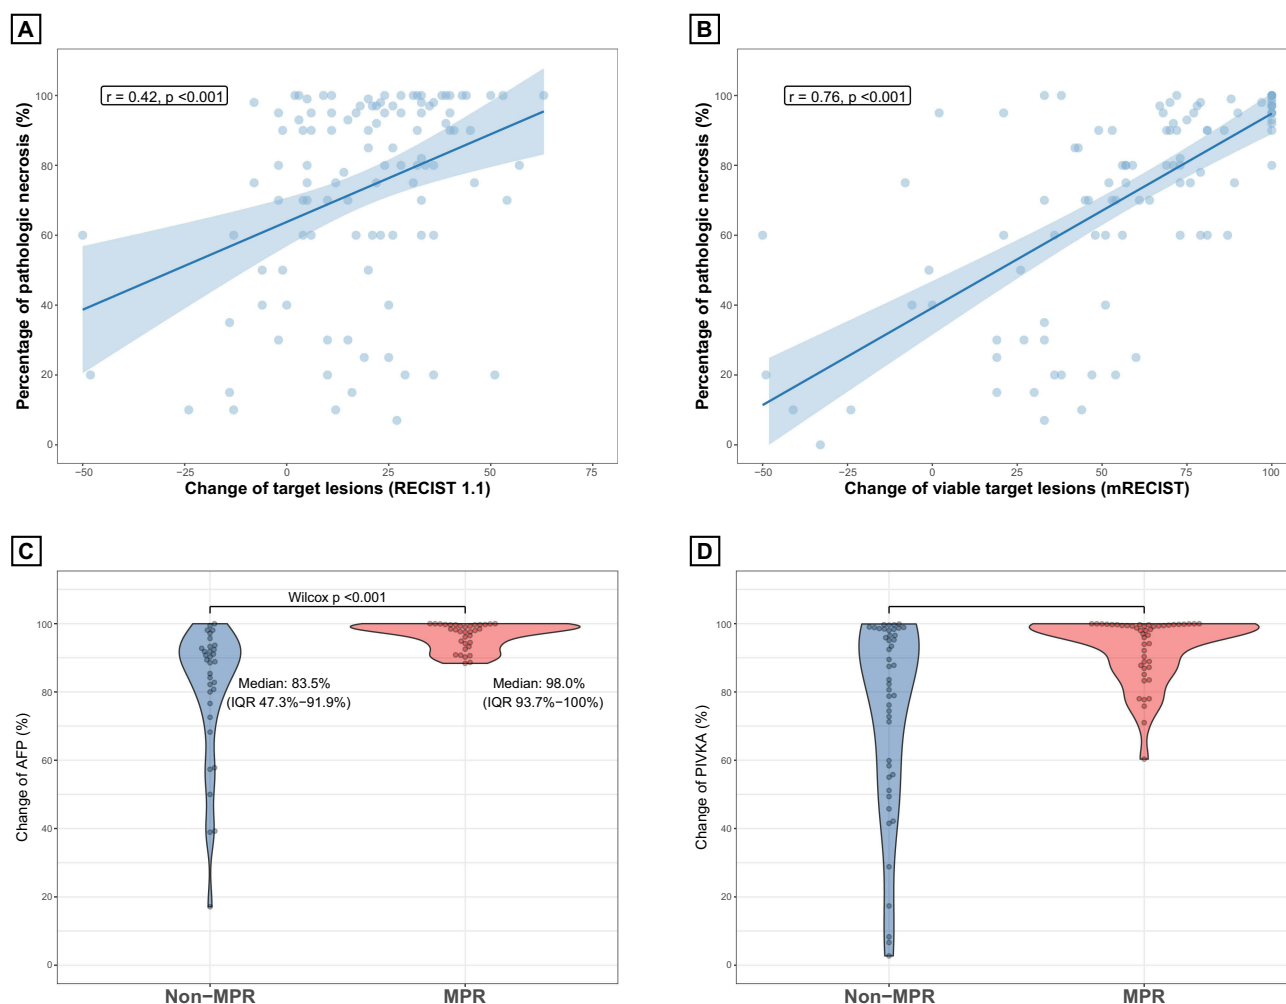 A
r = 0.42, p <0.001
Percentage of pathologic necrosis (%)
100
80
60
40
20
0
−50
−25
0
25
50
75
Change of target lesions (RECIST 1.1)
B
r = 0.76, p <0.001
Percentage of pathologic necrosis (%)
100
80
60
40
20
0
−50
−25
0
25
50
75
100
Change of viable target lesions (mRECIST)
C
Wilcox p <0.001
Change of AFP (%)
100
80
60
40
20
0
Median: 83.5%
(IQR 47.3%−91.9%)
Median: 98.0%
(IQR 93.7%−100%)
Non−MPR
MPR
D
Change of PIVKA (%)
100
80
60
40
20
0
Non−MPR
MPR